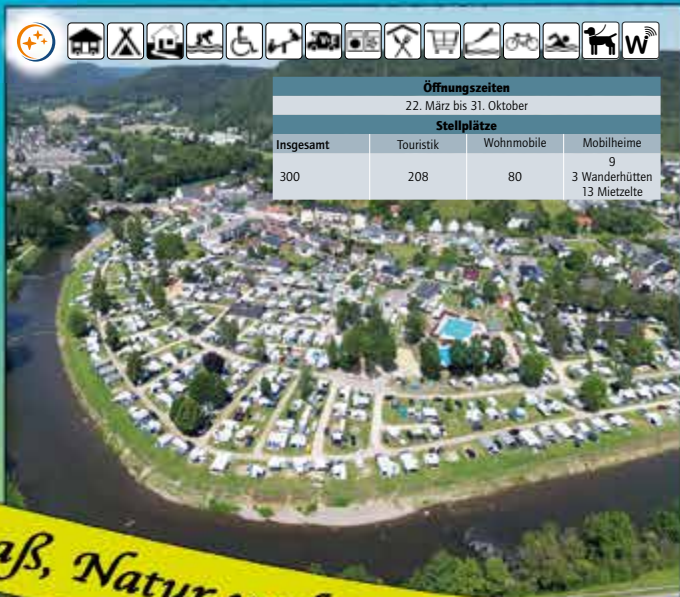 W
Öffnungszeiten
22. März bis 31. Oktober
Stellplätze
Insgesamt Touristik Wohnmobile Mobilheime
300 208 80 9
3 Wanderhütten
13 Mietzelte
Natur